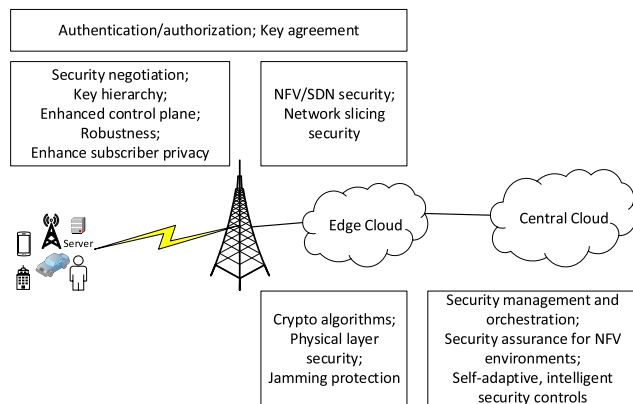 Authentication/authorization; Key agreement
Security negotiation;
Key hierarchy;
Enhanced control plane;
Robustness;
Enhance subscriber privacy
NFV/SDN security;
Network slicing
security
Server
Edge Cloud
Central Cloud
Crypto algorithms;
Physical layer
security;
Jamming protection
Security management and
orchestration;
Security assurance for NFV
environments;
Self-adaptive, intelligent
security controls